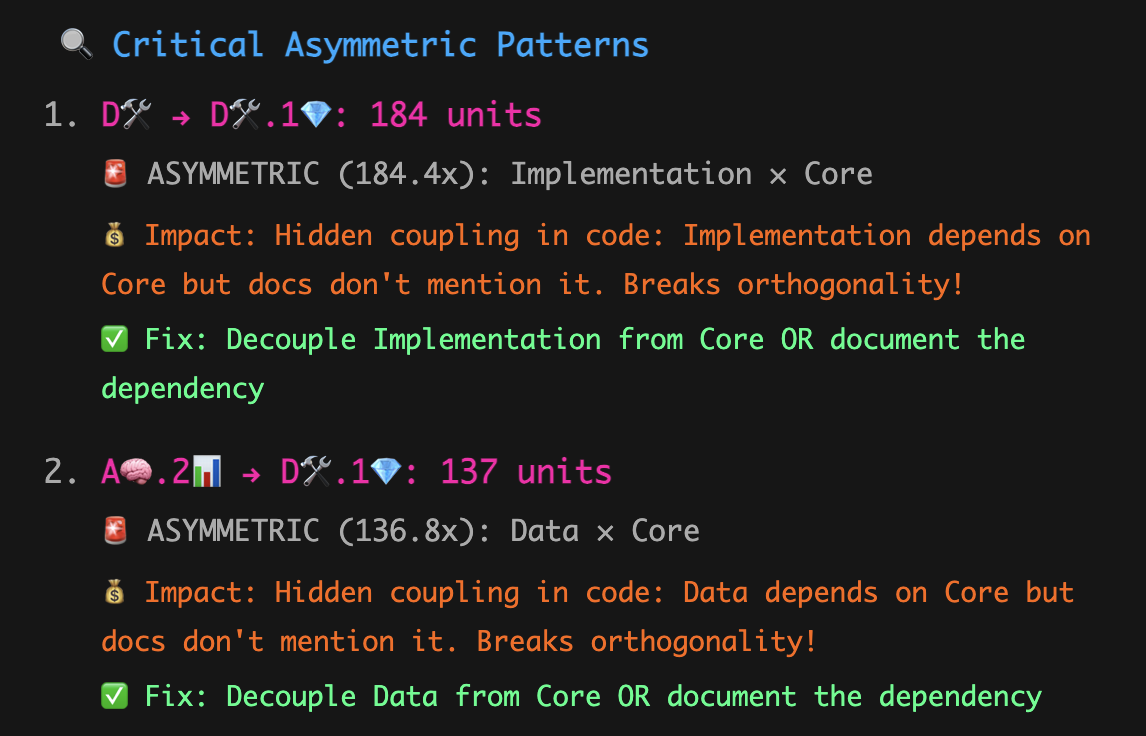 🔍 Critical Asymmetric Patterns
1. D🛠️ → D🛠️.1💎: 184 units
🚨 ASYMMETRIC (184.4x): Implementation × Core
💰 Impact: Hidden coupling in code: Implementation depends on
Core but docs don't mention it. Breaks orthogonality!
✅ Fix: Decouple Implementation from Core OR document the
dependency
2. A🧠.2📊 → D🛠️.1💎: 137 units
🚨 ASYMMETRIC (136.8x): Data × Core
💰 Impact: Hidden coupling in code: Data depends on Core but
docs don't mention it. Breaks orthogonality!
✅ Fix: Decouple Data from Core OR document the dependency